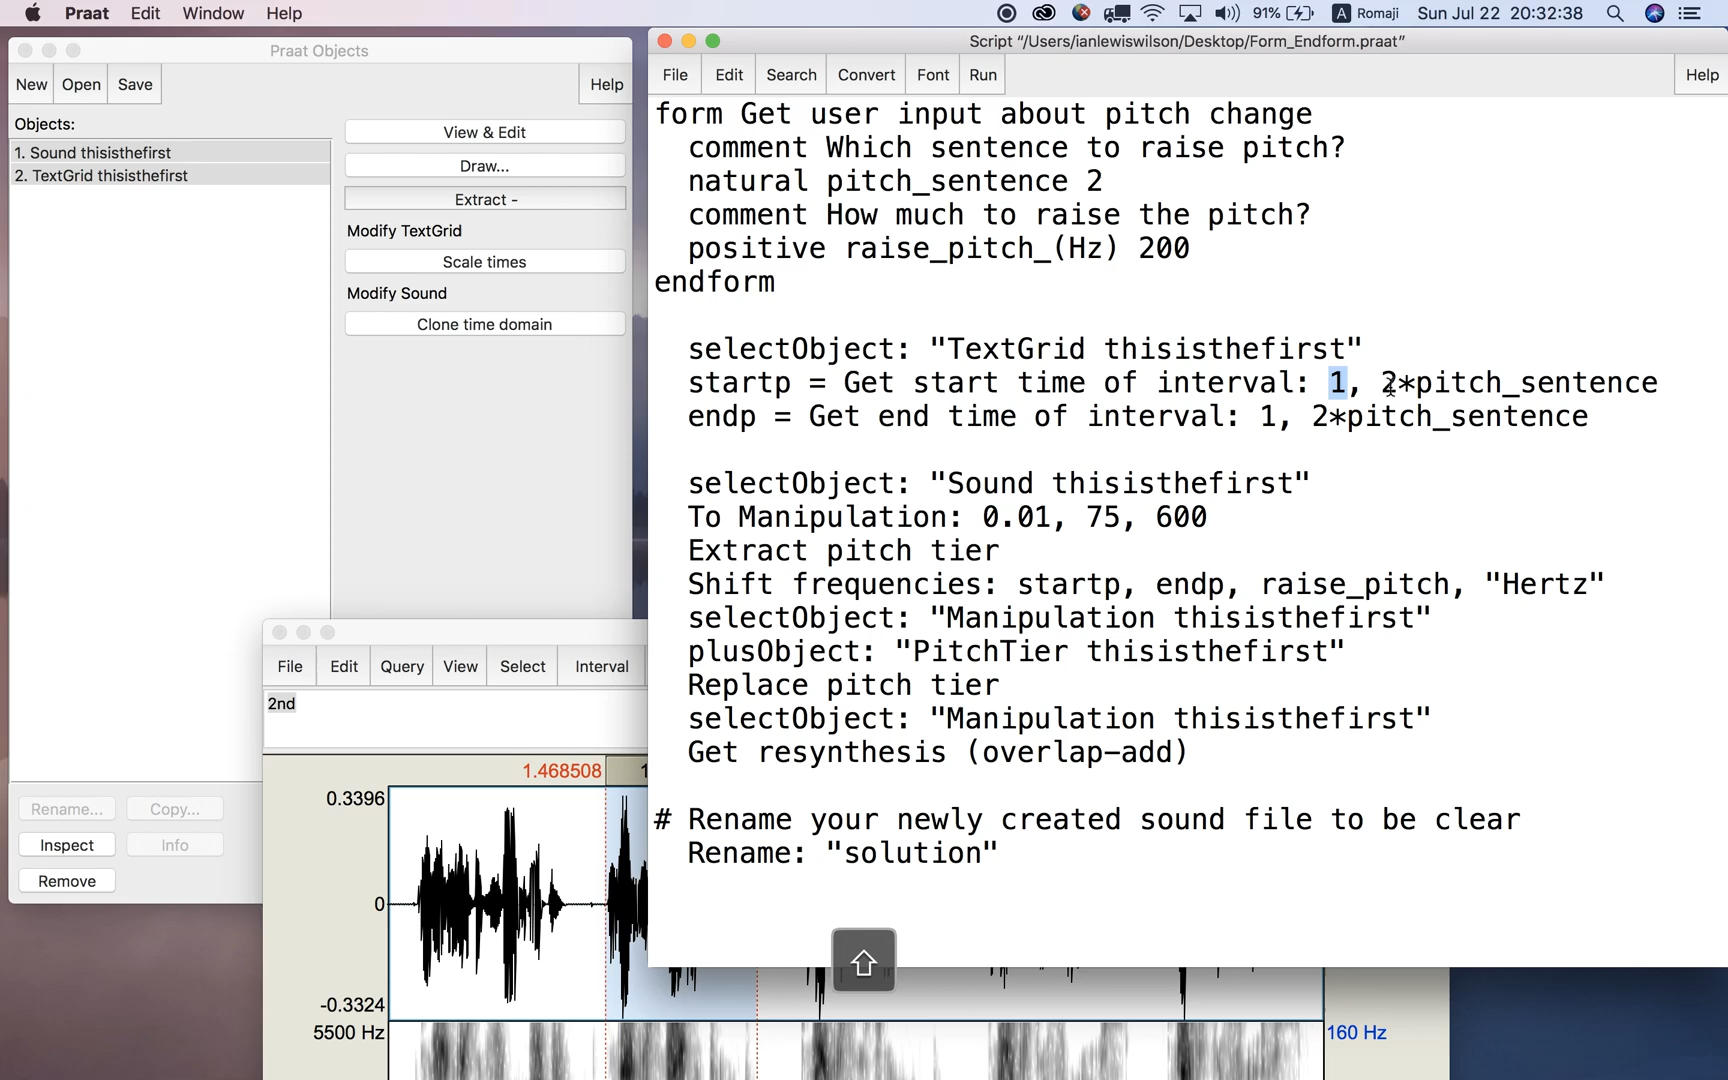 Praat Edit Window Help 91% A Romaji Sun Jul 22 20:32:38
Praat Objects
New Open Save Help
Objects:
1. Sound thisisthefirst
2. TextGrid thisisthefirst
View & Edit
Draw...
Extract -
Modify TextGrid
Scale times
Modify Sound
Clone time domain
Rename... Copy...
Inspect Info
Remove
File Edit Query View Select Interval
2nd
1.468508 1
0.3396
0
-0.3324
5500 Hz
160 Hz
Script “/Users/ianlewiswilson/Desktop/Form_Endform.praat”
File Edit Search Convert Font Run Help
form Get user input about pitch change
comment Which sentence to raise pitch?
natural pitch_sentence 2
comment How much to raise the pitch?
positive raise_pitch_(Hz) 200
endform
selectObject: "TextGrid thisisthefirst"
startp = Get start time of interval: 1, 2*pitch_sentence
endp = Get end time of interval: 1, 2*pitch_sentence
selectObject: "Sound thisisthefirst"
To Manipulation: 0.01, 75, 600
Extract pitch tier
Shift frequencies: startp, endp, raise_pitch, "Hertz"
selectObject: "Manipulation thisisthefirst"
plusObject: "PitchTier thisisthefirst"
Replace pitch tier
selectObject: "Manipulation thisisthefirst"
Get resynthesis (overlap-add)
# Rename your newly created sound file to be clear
Rename: "solution"